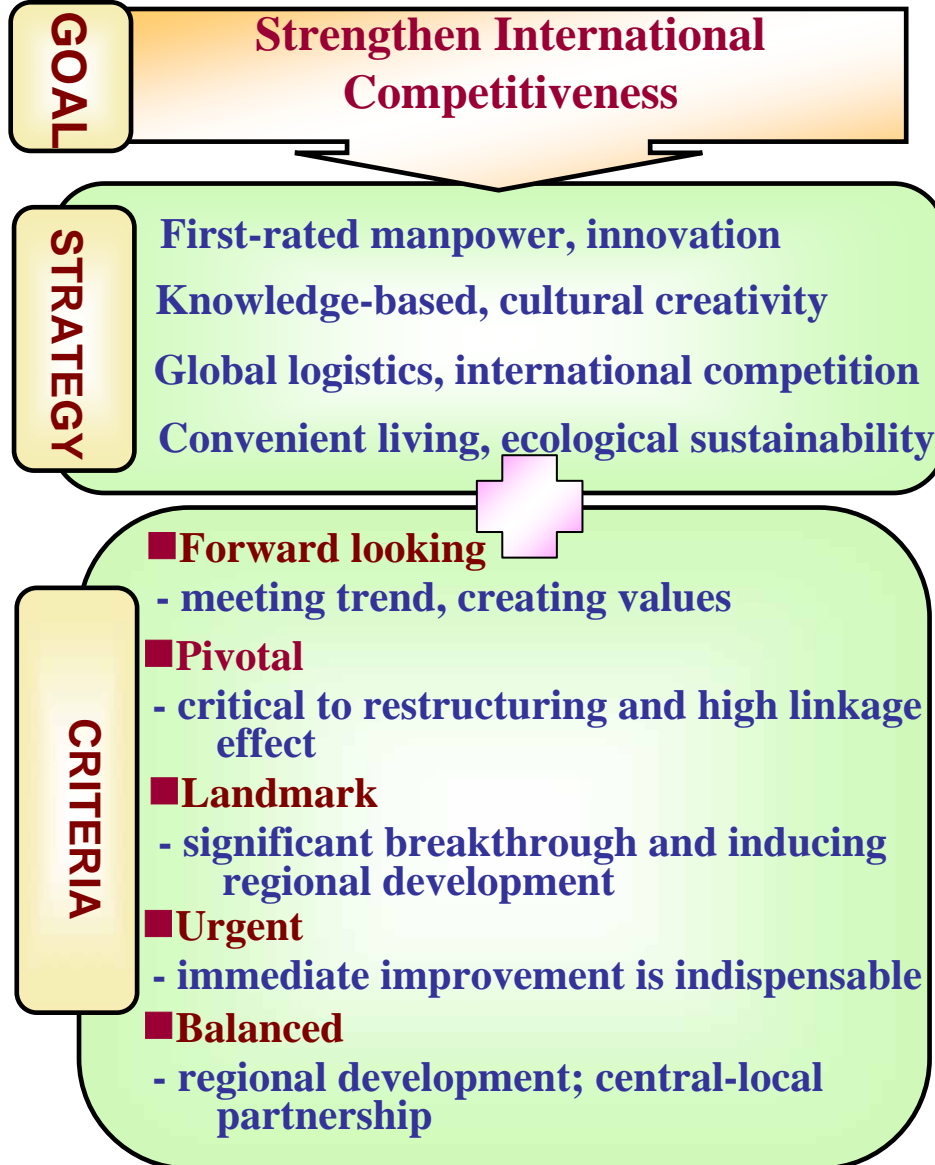 GOAL
Strengthen International
Competitiveness
STRATEGY
First-rated manpower, innovation
Knowledge-based, cultural creativity
Global logistics, international competition
Convenient living, ecological sustainability
CRITERIA
■Forward looking
- meeting trend, creating values
■Pivotal
- critical to restructuring and high linkage
effect
■Landmark
- significant breakthrough and inducing
regional development
■Urgent
- immediate improvement is indispensable
■Balanced
- regional development; central-local
partnership